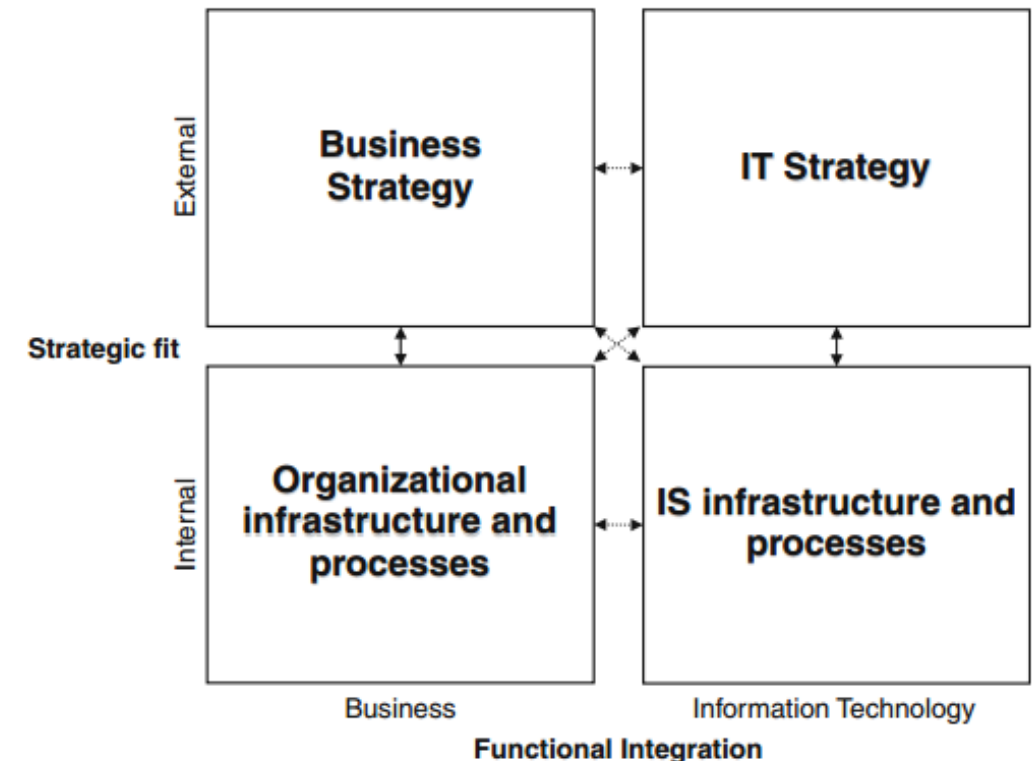 External
Business
Strategy
IT Strategy
Strategic fit
Internal
Organizational
infrastructure and
processes
IS infrastructure and
processes
Business
Information Technology
Functional Integration